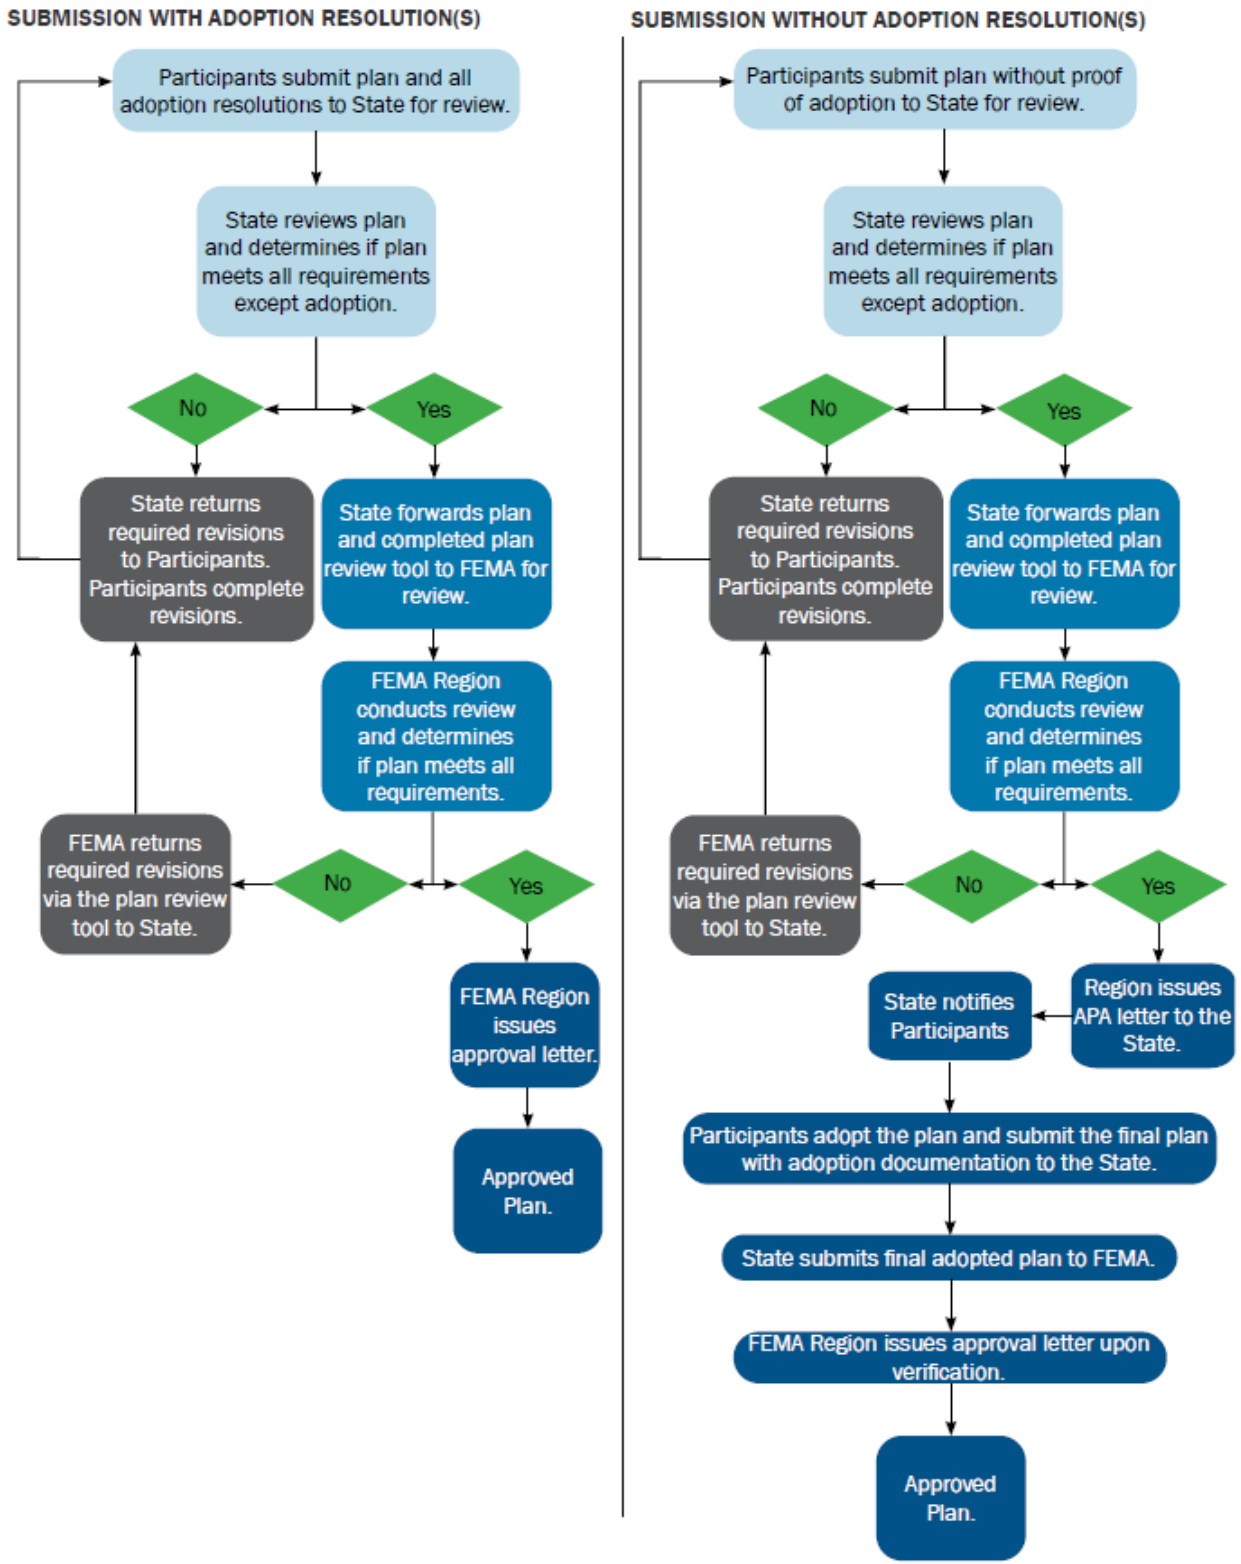 SUBMISSION WITH ADOPTION RESOLUTION(S)
Participants submit plan and all
adoption resolutions to State for review.
State reviews plan
and determines if plan
meets all requirements
except adoption.
No
Yes
State returns
required revisions
to Participants.
Participants complete
revisions.
State forwards plan
and completed plan
review tool to FEMA for
review.
FEMA Region
conducts review
and determines
if plan meets all
requirements.
FEMA returns
required revisions
via the plan review
tool to State.
No
Yes
FEMA Region
issues
approval letter.
Approved
Plan.
SUBMISSION WITHOUT ADOPTION RESOLUTION(S)
Participants submit plan without proof
of adoption to State for review.
State reviews plan
and determines if plan
meets all requirements
except adoption.
No
Yes
State returns
required revisions
to Participants.
Participants complete
revisions.
State forwards plan
and completed plan
review tool to FEMA for
review.
FEMA Region
conducts review
and determines
if plan meets all
requirements.
FEMA returns
required revisions
via the plan review
tool to State.
No
Yes
Region issues
APA letter to the
State.
State notifies
Participants
Participants adopt the plan and submit the final plan
with adoption documentation to the State.
State submits final adopted plan to FEMA.
FEMA Region issues approval letter upon
verification.
Approved
Plan.